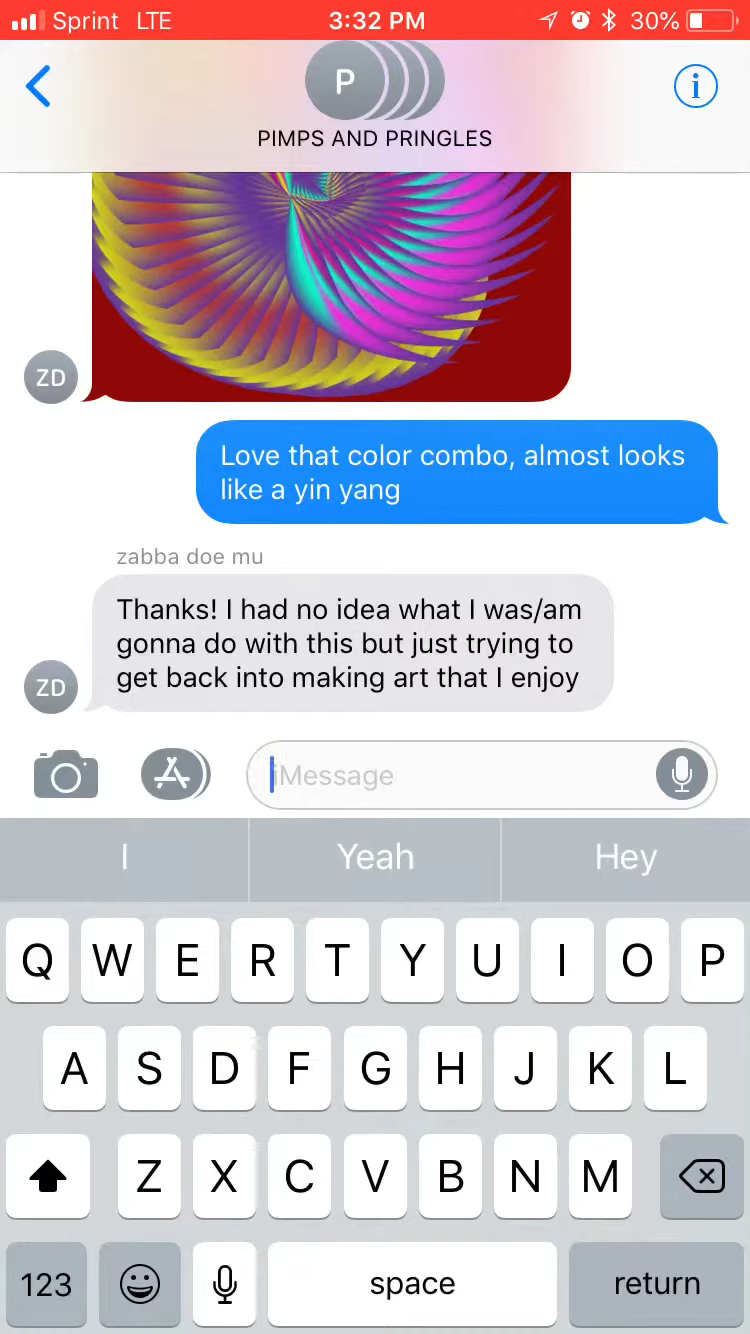 Sprint LTE 3:32 PM 30%
P
i
PIMPS AND PRINGLES
ZD
Love that color combo, almost looks
like a yin yang
zabba doe mu
Thanks! I had no idea what I was/am
gonna do with this but just trying to
get back into making art that I enjoy
ZD
iMessage
I Yeah Hey
Q W E R T Y U I O P
A S D F G H J K L
Z X C V B N M
123 space return